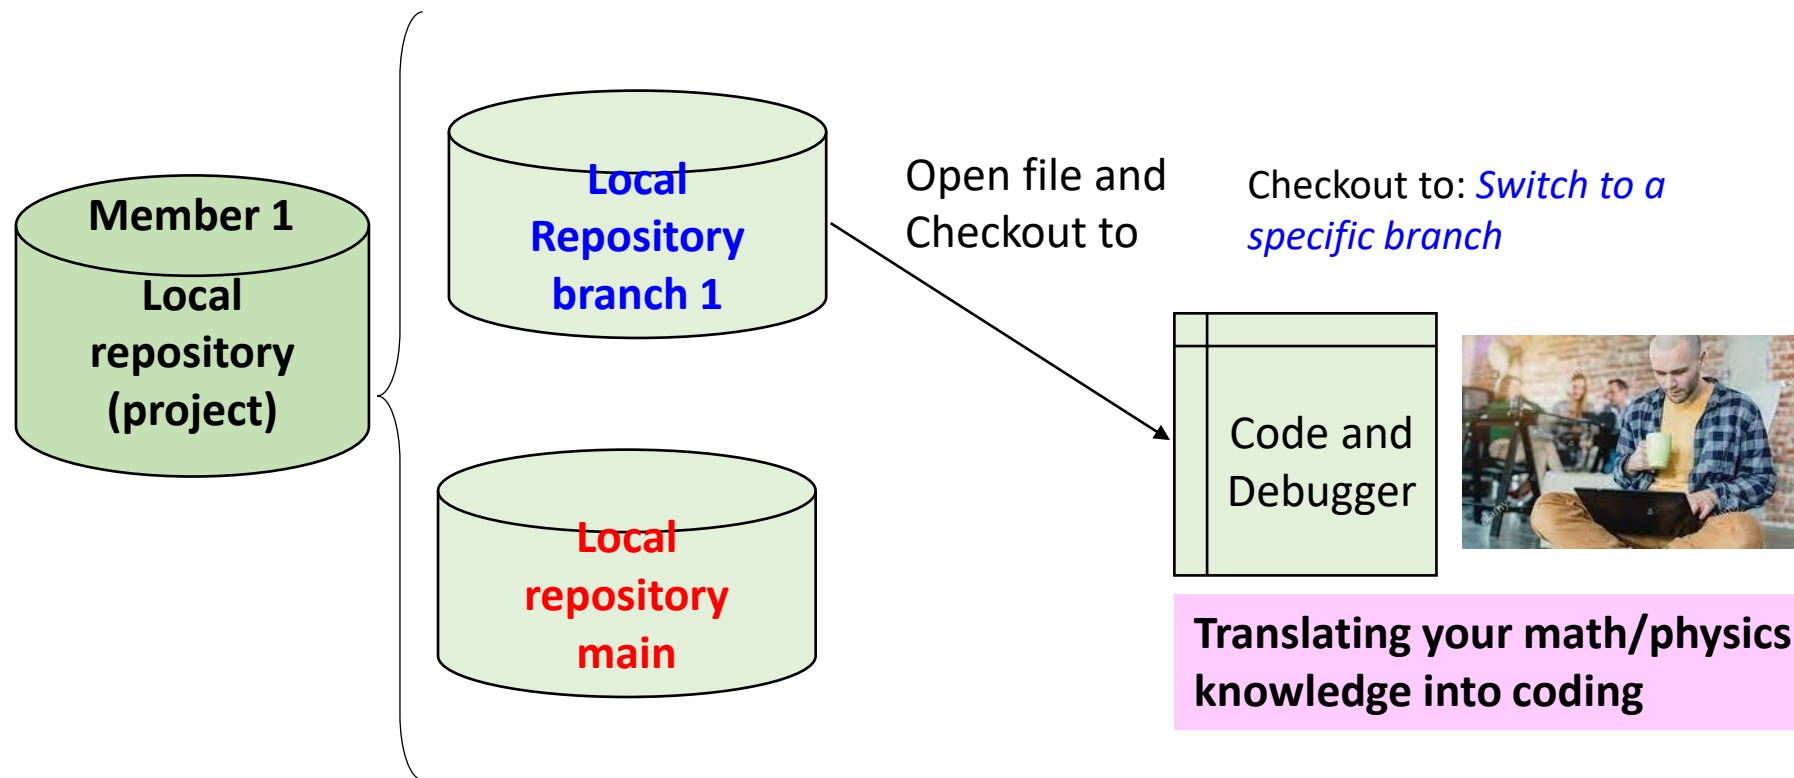 Member 1
Local
repository
(project)
Local
Repository
branch 1
Local
repository
main
Open file and
Checkout to
Checkout to: Switch to a
specific branch
Code and
Debugger
Translating your math/physics
knowledge into coding